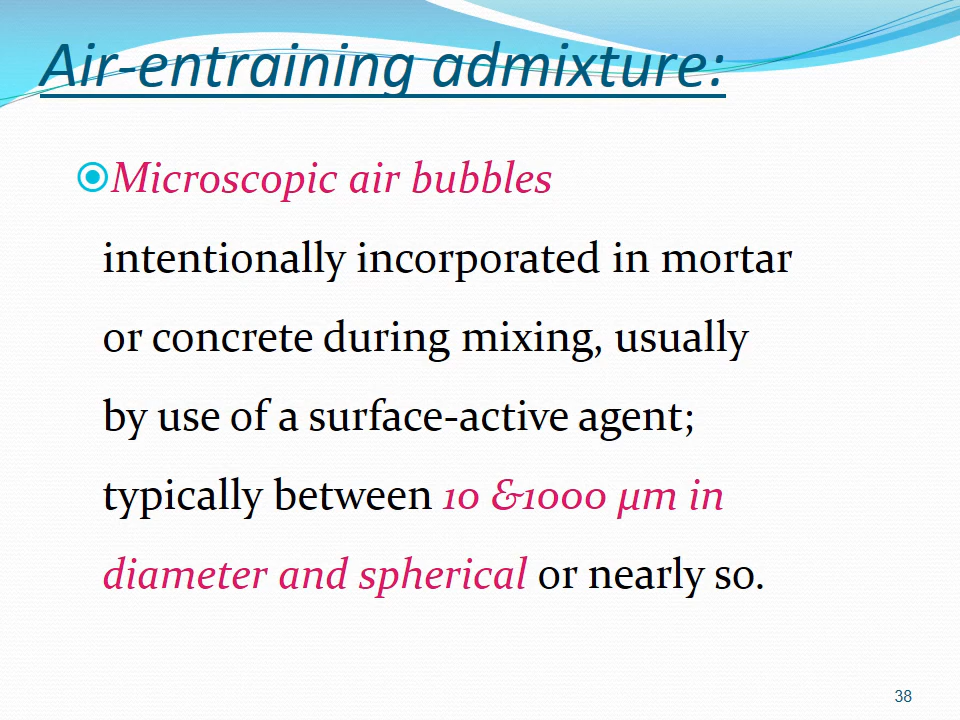 Air-entraining admixture:
Microscopic air bubbles
intentionally incorporated in mortar
or concrete during mixing, usually
by use of a surface-active agent;
typically between 10 &1000 µm in
diameter and spherical or nearly so.
38